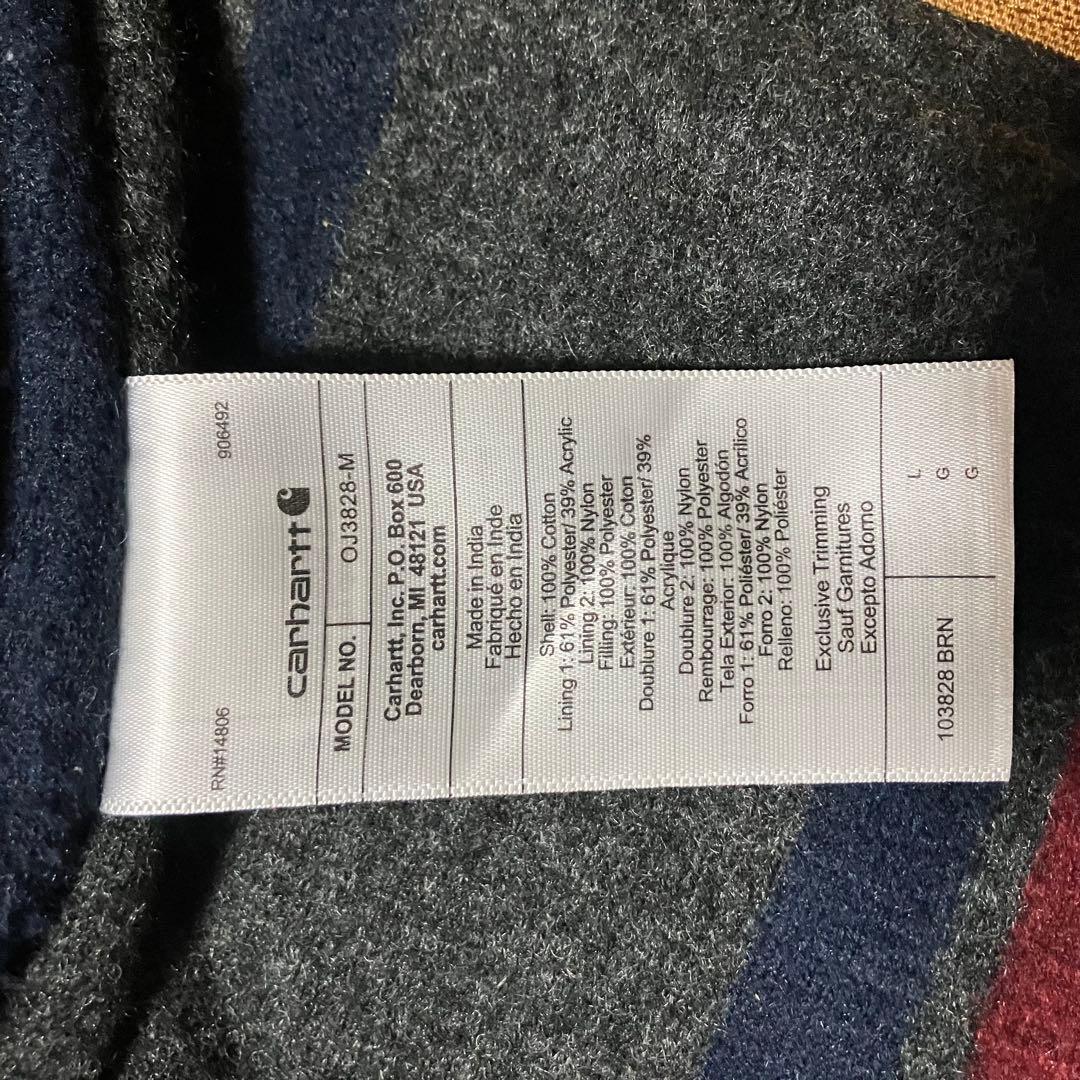 RN#14806 906492
carhartt
MODEL NO. OJ3828-M
Carhartt, Inc. P.O. Box 600
Dearborn, MI 48121 USA
carhartt.com
Made in India
Fabriqué en Inde
Hecho en India
Shell: 100% Cotton
Lining 1: 61% Polyester/ 39% Acrylic
Lining 2: 100% Nylon
Filling: 100% Polyester
Extérieur: 100% Coton
Doublure 1: 61% Polyester/ 39%
Acrylique
Doublure 2: 100% Nylon
Rembourrage: 100% Polyester
Tela Exterior: 100% Algodón
Forro 1: 61% Poliéster/ 39% Acrílico
Forro 2: 100% Nylon
Relleno: 100% Poliéster
Exclusive Trimming
Sauf Garnitures
Excepto Adorno
103828 BRN
L
G
G